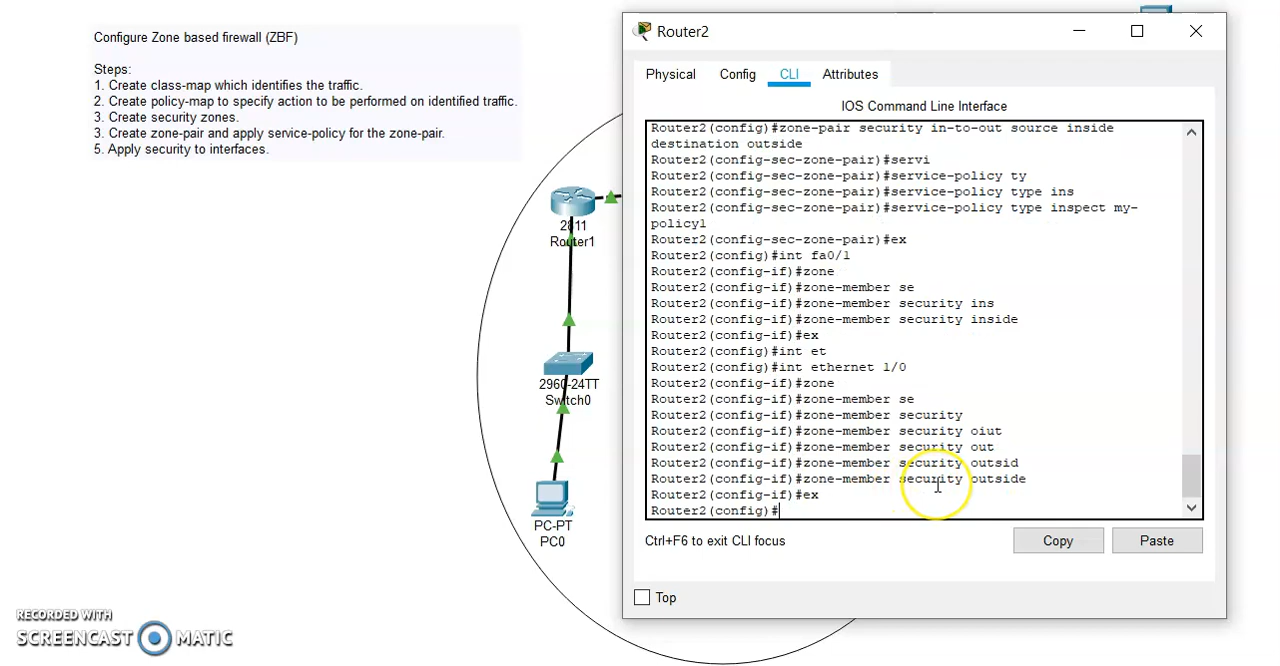 Configure Zone based firewall (ZBF)
Steps:
1. Create class-map which identifies the traffic.
2. Create policy-map to specify action to be performed on identified traffic.
3. Create security zones.
3. Create zone-pair and apply service-policy for the zone-pair.
5. Apply security to interfaces.
2811
Router1
2960-24TT
Switch0
PC-PT
PC0
Router2
Physical
Config
CLI
Attributes
IOS Command Line Interface
Router2(config)#zone-pair security in-to-out source inside
destination outside
Router2(config-sec-zone-pair)#servi
Router2(config-sec-zone-pair)#service-policy ty
Router2(config-sec-zone-pair)#service-policy type ins
Router2(config-sec-zone-pair)#service-policy type inspect my-
policy1
Router2(config-sec-zone-pair)#ex
Router2(config)#int fa0/1
Router2(config-if)#zone
Router2(config-if)#zone-member se
Router2(config-if)#zone-member security ins
Router2(config-if)#zone-member security inside
Router2(config-if)#ex
Router2(config)#int et
Router2(config)#int ethernet 1/0
Router2(config-if)#zone
Router2(config-if)#zone-member se
Router2(config-if)#zone-member security
Router2(config-if)#zone-member security oiut
Router2(config-if)#zone-member security out
Router2(config-if)#zone-member security outsid
Router2(config-if)#zone-member security outside
Router2(config-if)#ex
Router2(config)#
Ctrl+F6 to exit CLI focus
Copy
Paste
Top
RECORDED WITH
SCREENCAST MATIC